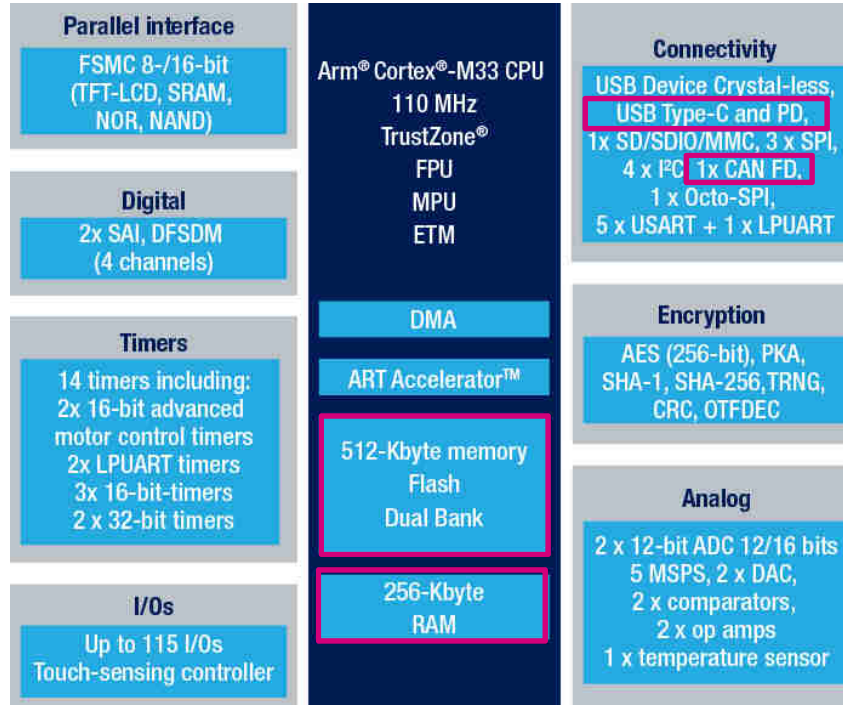 Parallel interface
FSMC 8-/16-bit
(TFT-LCD, SRAM,
NOR, NAND)
Digital
2x SAI, DFSDM
(4 channels)
Timers
14 timers including:
2x 16-bit advanced
motor control timers
2x LPUART timers
3x 16-bit-timers
2 x 32-bit timers
I/Os
Up to 115 I/Os
Touch-sensing controller
Arm® Cortex®-M33 CPU
110 MHz
TrustZone®
FPU
MPU
ETM
DMA
ART Accelerator™
512-Kbyte memory
Flash
Dual Bank
256-Kbyte
RAM
Connectivity
USB Device Crystal-less,
USB Type-C and PD,
1x SD/SDIO/MMC, 3 x SPI,
4 x I²C 1x CAN FD,
1 x Octo-SPI,
5 x USART + 1 x LPUART
Encryption
AES (256-bit), PKA,
SHA-1, SHA-256,TRNG,
CRC, OTFDEC
Analog
2 x 12-bit ADC 12/16 bits
5 MSPS, 2 x DAC,
2 x comparators,
2 x op amps
1 x temperature sensor